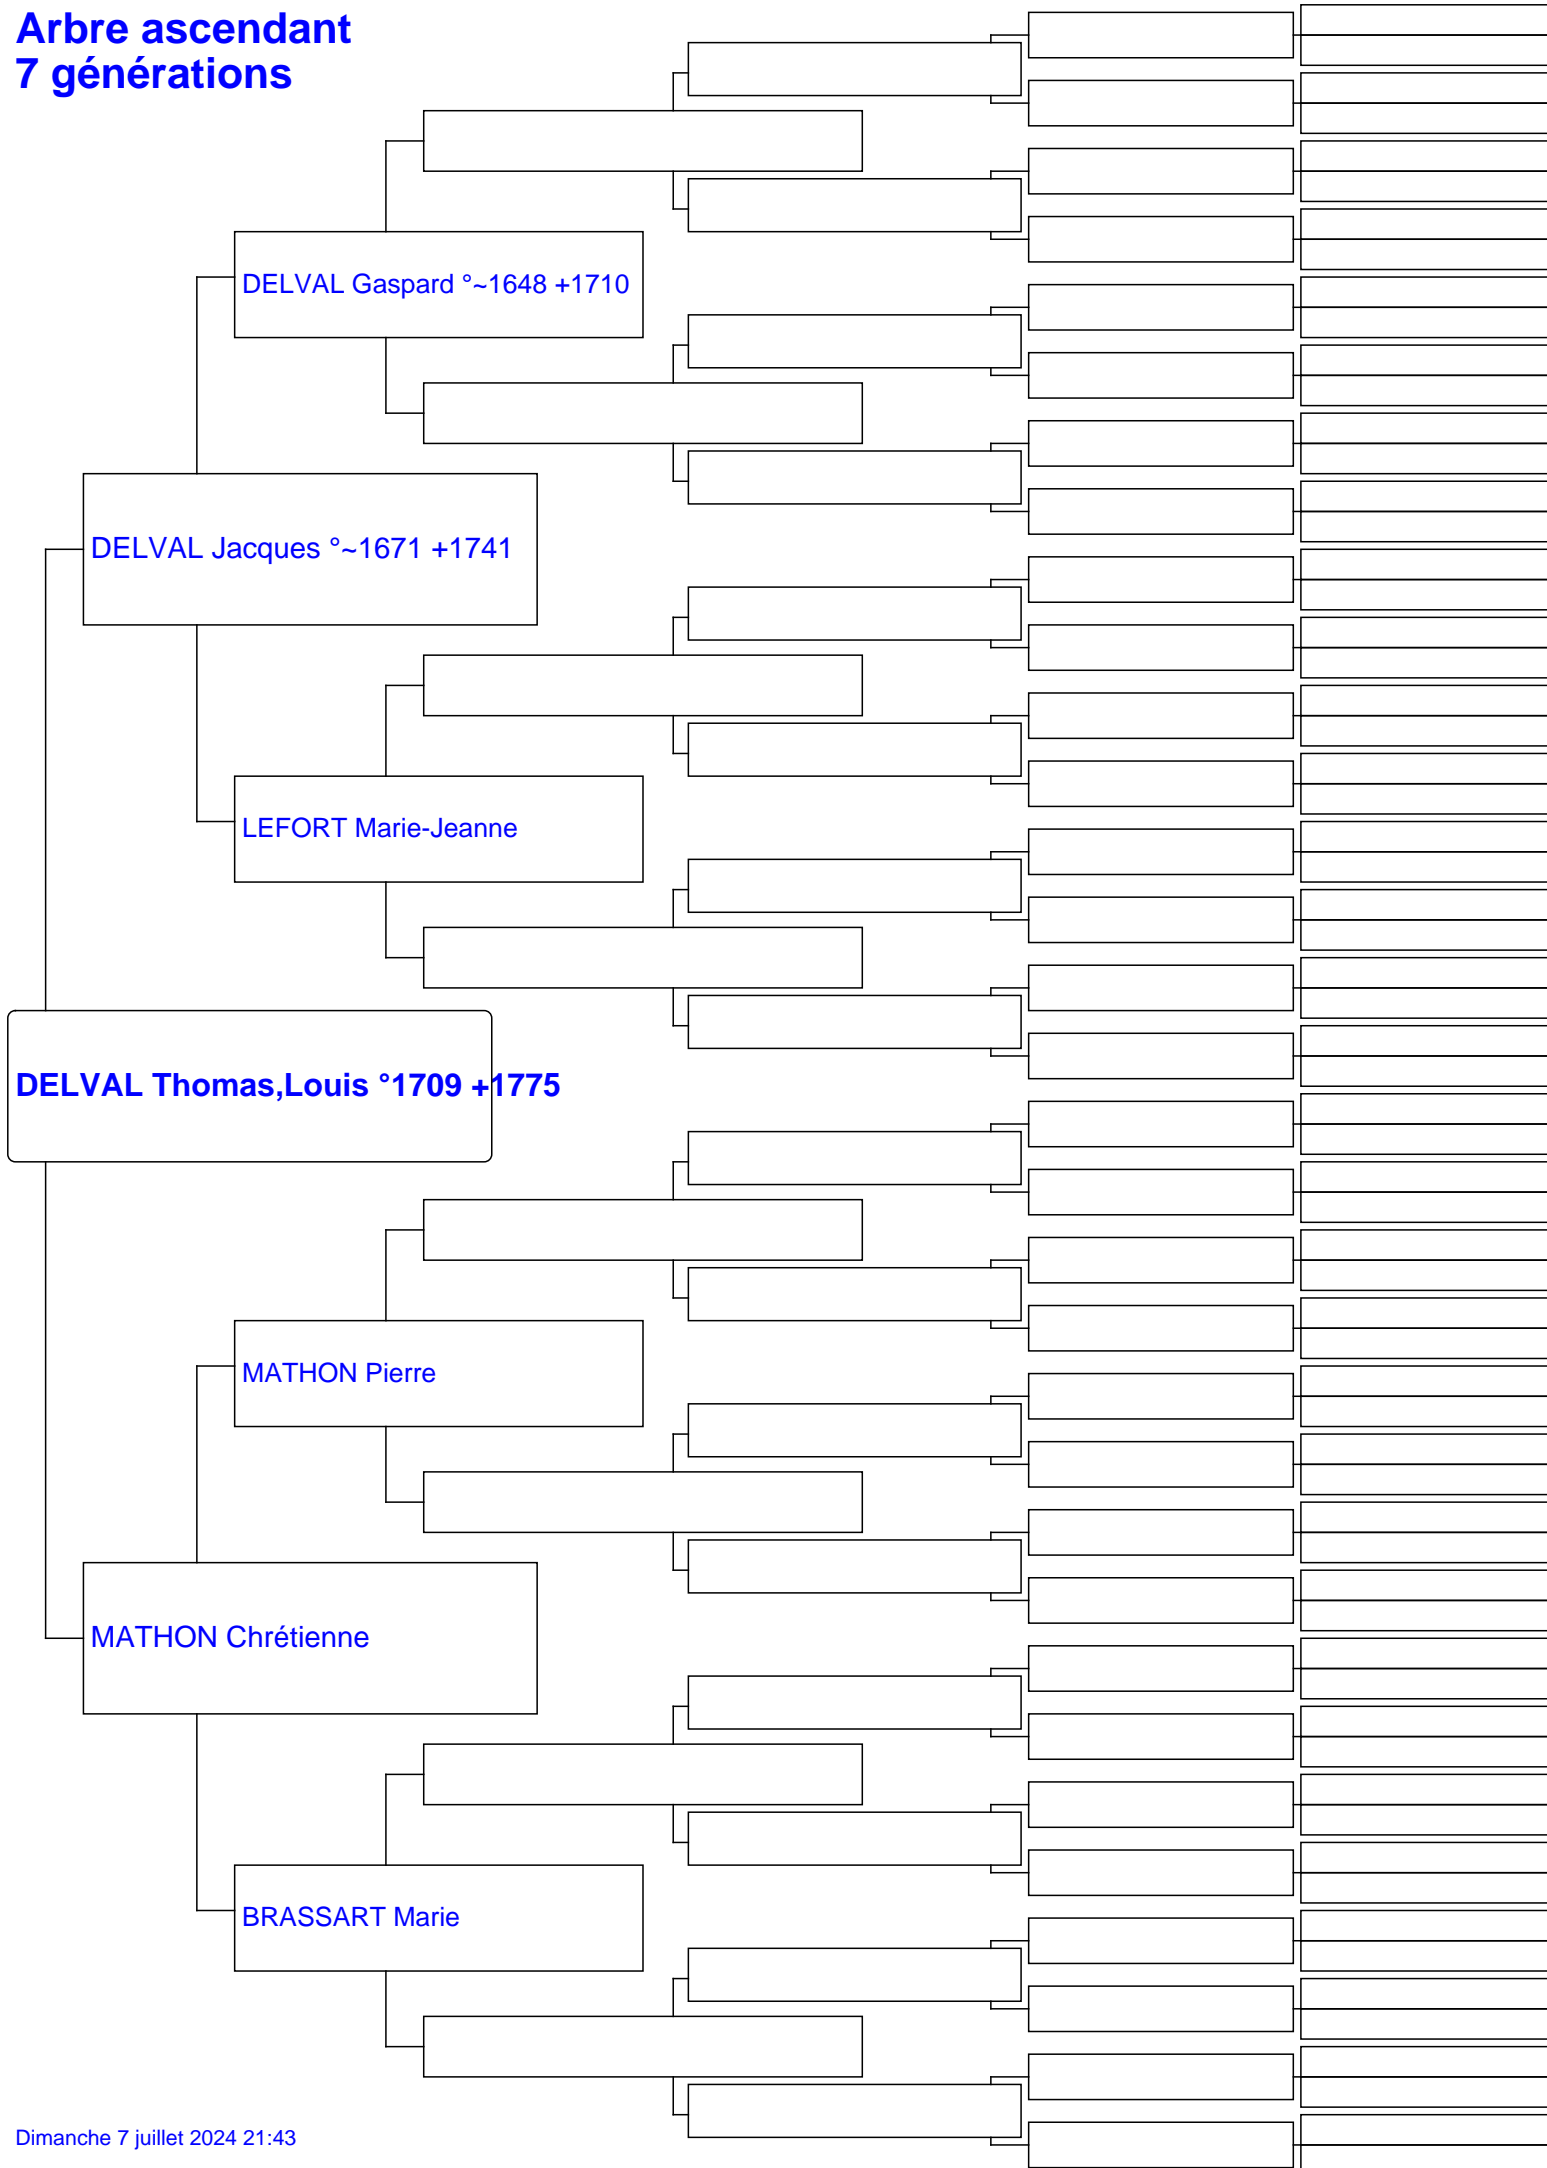 Arbre ascendant
7 générations
DELVAL Gaspard °~1648 +1710
DELVAL Jacques °~1671 +1741
LEFORT Marie-Jeanne
DELVAL Thomas,Louis °1709 +1775
MATHON Pierre
MATHON Chrétienne
BRASSART Marie
Dimanche 7 juillet 2024 21:43